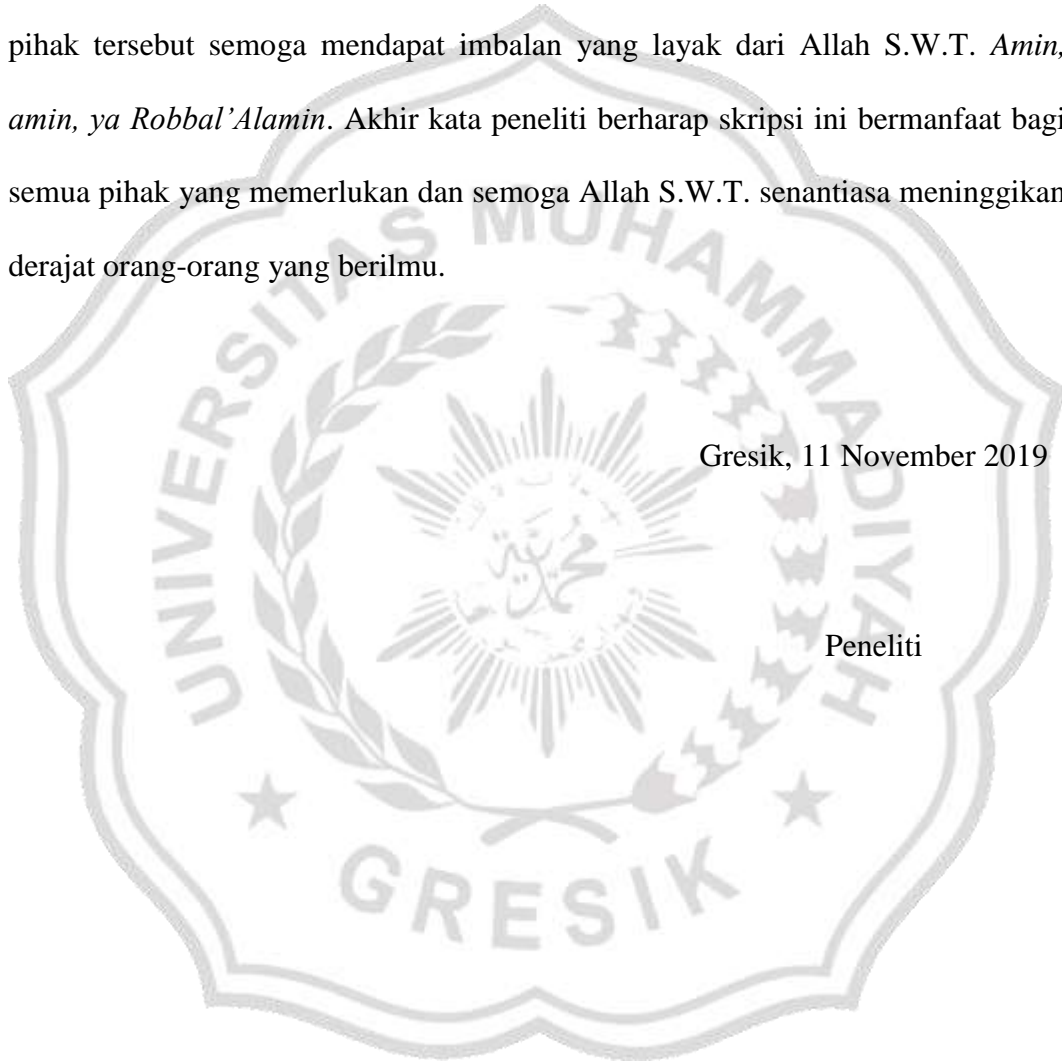 pihak tersebut semoga mendapat imbalan yang layak dari Allah S.W.T. Amin,
amin, ya Robbal’Alamin. Akhir kata peneliti berharap skripsi ini bermanfaat bagi
semua pihak yang memerlukan dan semoga Allah S.W.T. senantiasa meninggikan
derajat orang-orang yang berilmu.
Gresik, 11 November 2019
Peneliti
UNIVERSITAS MUHAMMADIYAH
GRESIK